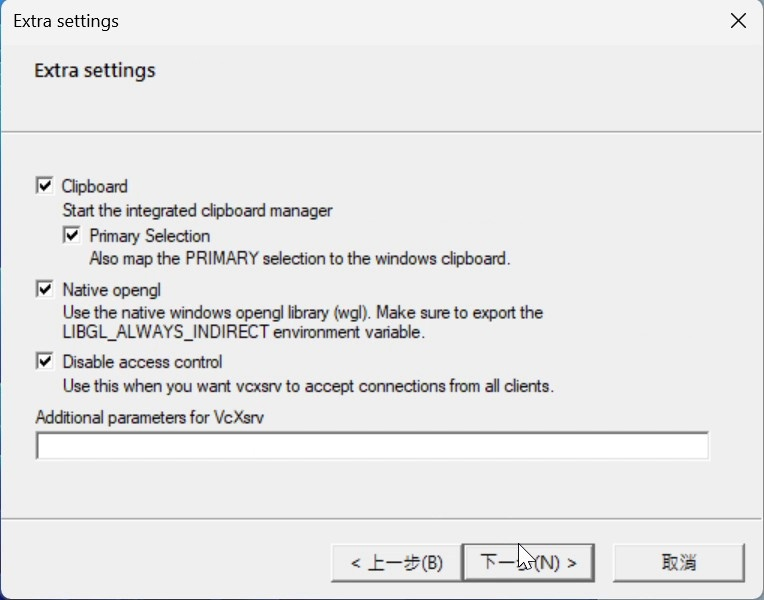 Extra settings
Extra settings
Clipboard
Start the integrated clipboard manager
Primary Selection
Also map the PRIMARY selection to the windows clipboard.
Native opengl
Use the native windows opengl library (wgl). Make sure to export the
LIBGL_ALWAYS_INDIRECT environment variable.
Disable access control
Use this when you want vcxsrv to accept connections from all clients.
Additional parameters for VcXsrv
< 上一步(B) 下一步(N) > 取消